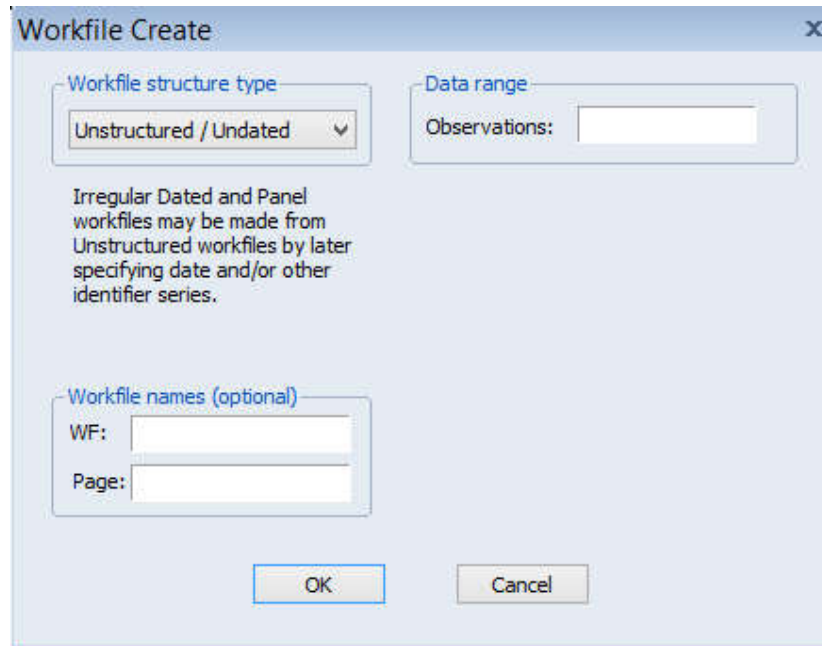 Workfile Create
x
Workfile structure type
Unstructured / Undated
Irregular Dated and Panel
workfiles may be made from
Unstructured workfiles by later
specifying date and/or other
identifier series.
Data range
Observations:
Workfile names (optional)
WF:
Page:
OK
Cancel